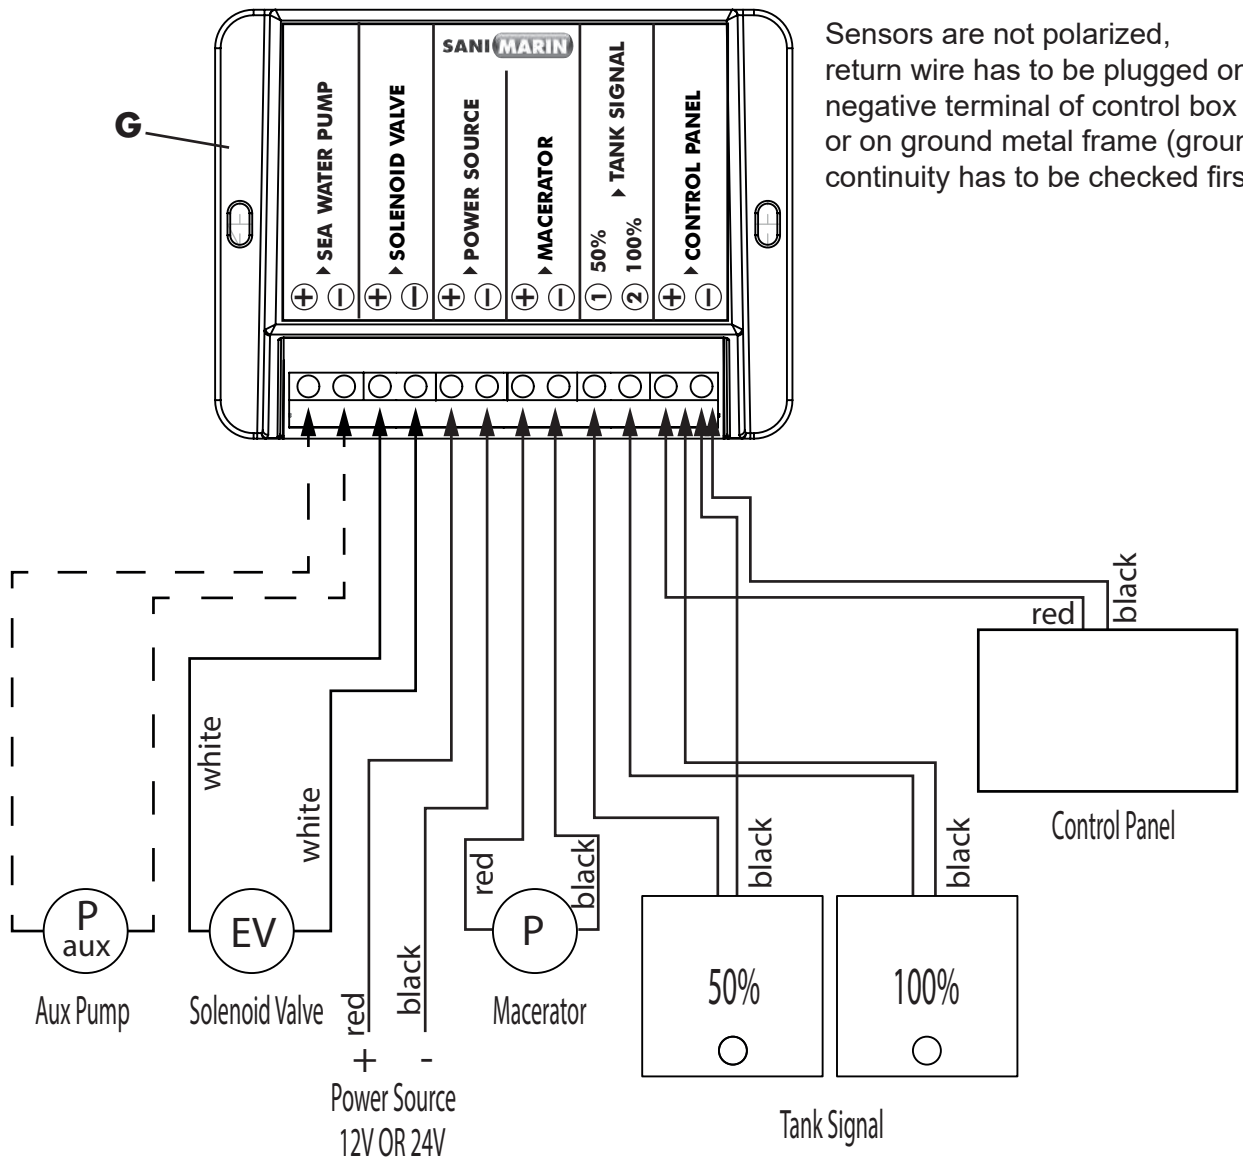 Sensors are not polarized,
return wire has to be plugged on
negative terminal of control box
or on ground metal frame (groun
continuity has to be checked firs
G
SANIMARIN
SEA WATER PUMP
SOLENOID VALVE
POWER SOURCE
MACERATOR
50%
100%
TANK SIGNAL
CONTROL PANEL
+ − + − + − + − 1 2 + −
red
black
Control Panel
white
white
red
black
red
black
black
black
P
aux
EV
P
50%
100%
Aux Pump
Solenoid Valve
Macerator
+ -
Power Source
12V OR 24V
Tank Signal